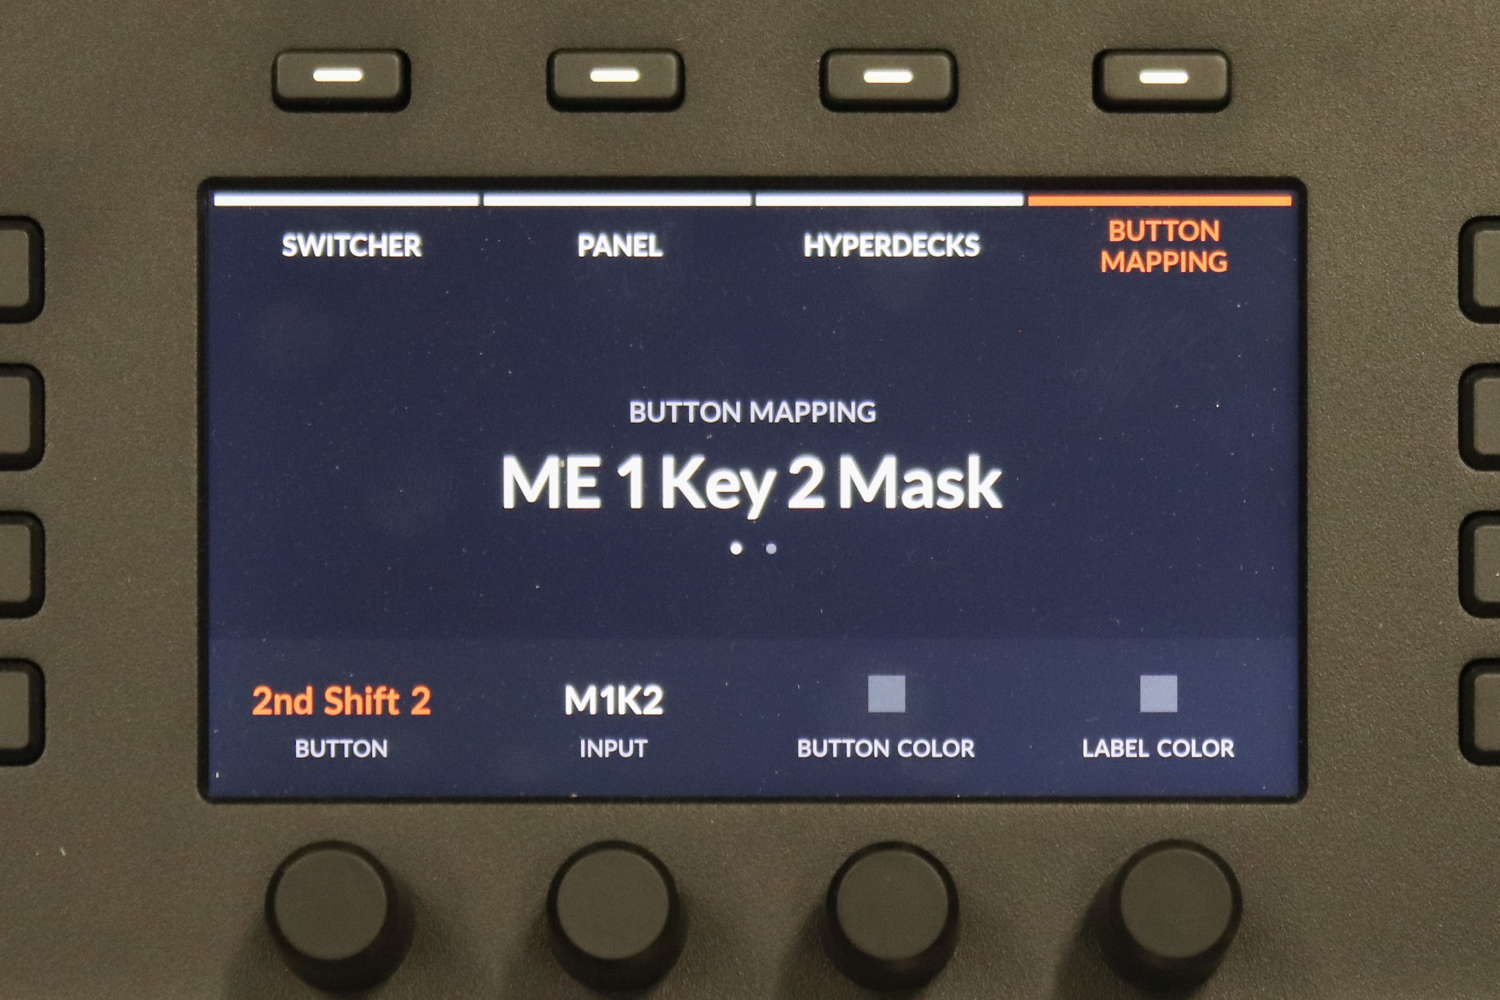 SWITCHER
PANEL
HYPERDECKS
BUTTON
MAPPING
BUTTON MAPPING
ME 1 Key 2 Mask
2nd Shift 2
M1K2
BUTTON
INPUT
BUTTON COLOR
LABEL COLOR